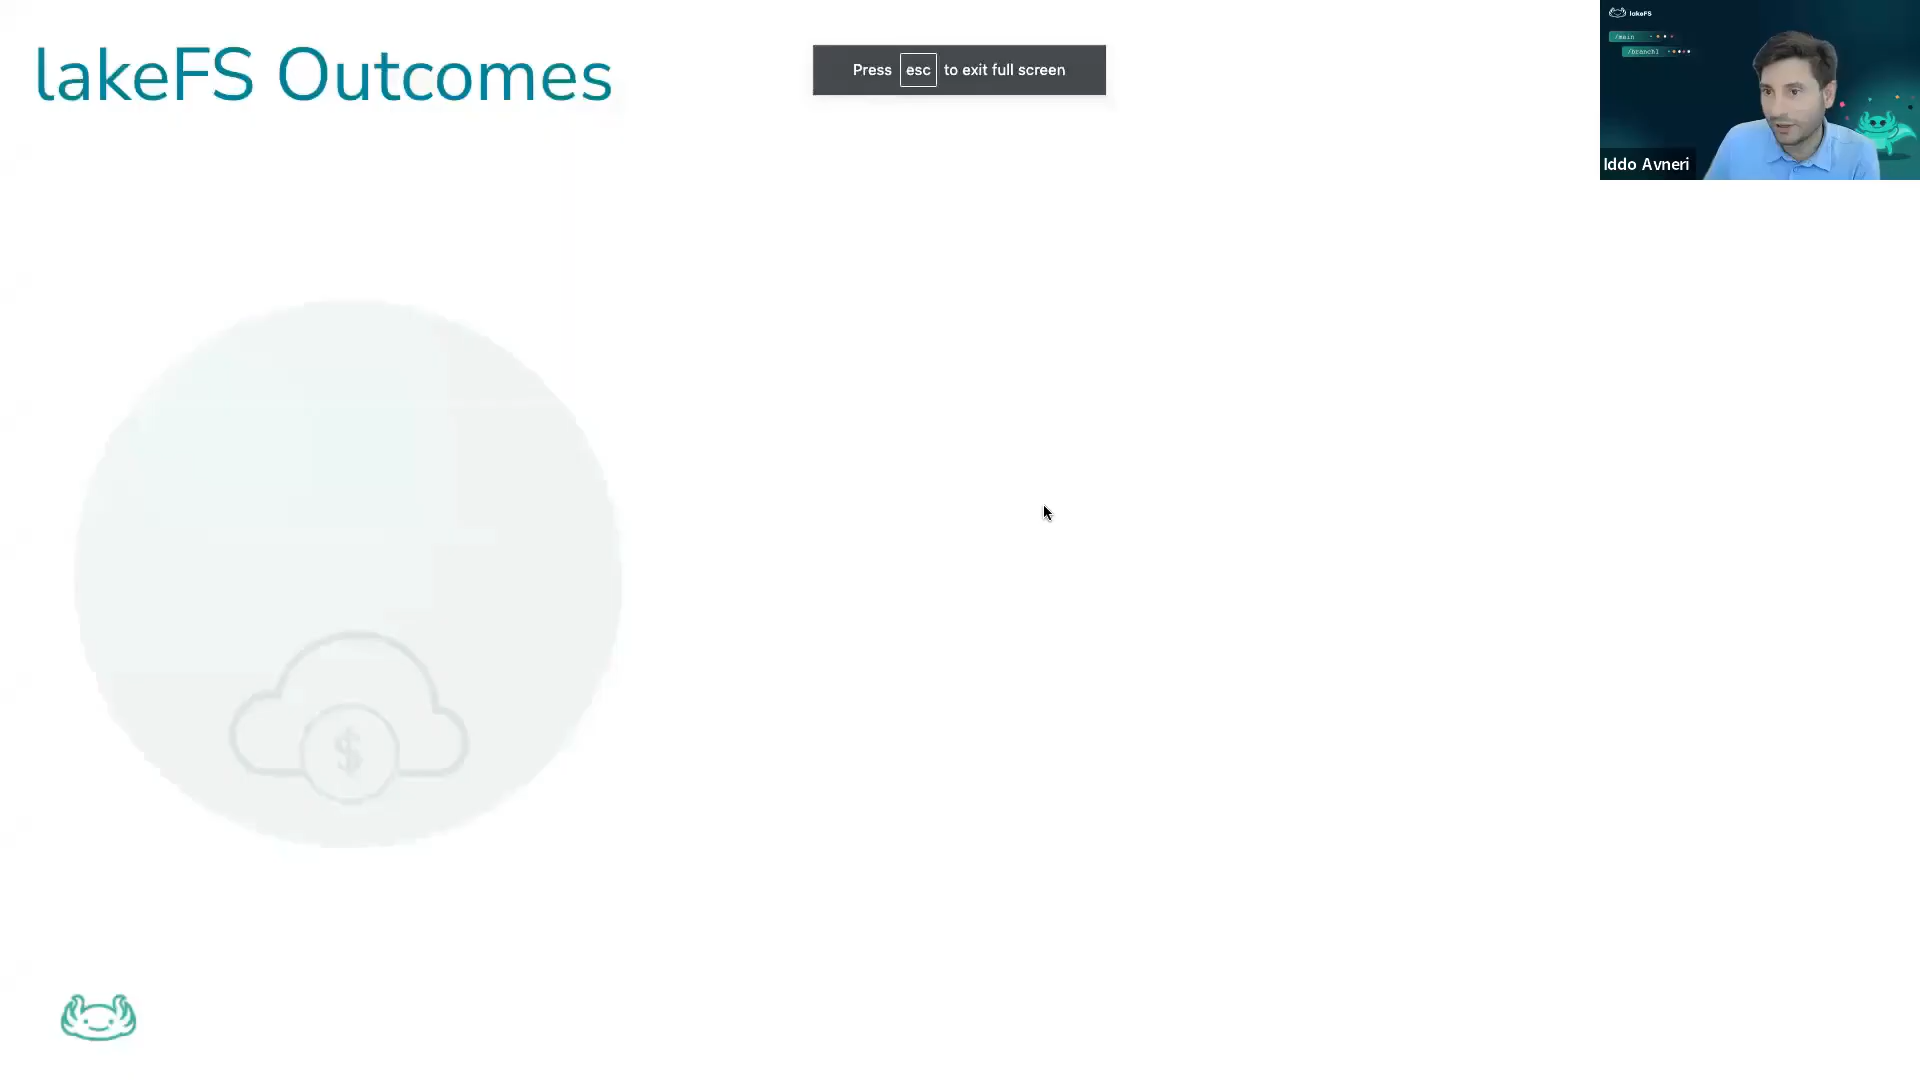 lakeFS Outcomes
Press esc to exit full screen
lakeFS
/main
/branch1
Iddo Avneri
$